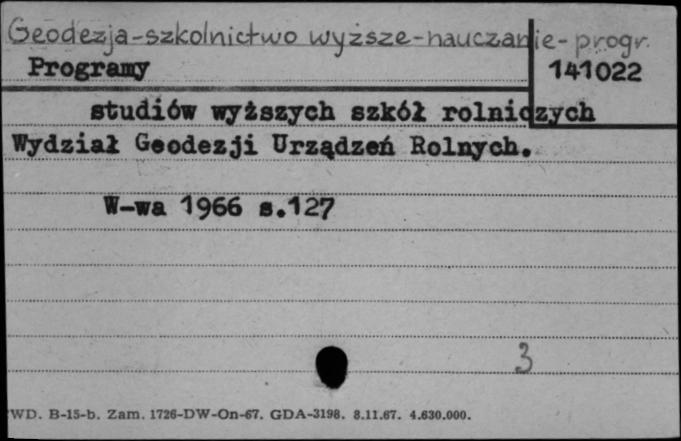 Geodezja-szkolnictwo wyższe-nauczanie-progr.
Programy
141022
studiów wyższych szkół rolniczych
Wydział Geodezji Urządzeń Rolnych.
W-wa 1966 s.127
3
WD. B-15-b. Zam. 1726-DW-On-67. GDA-3198. 8.11.67. 4.630.000.